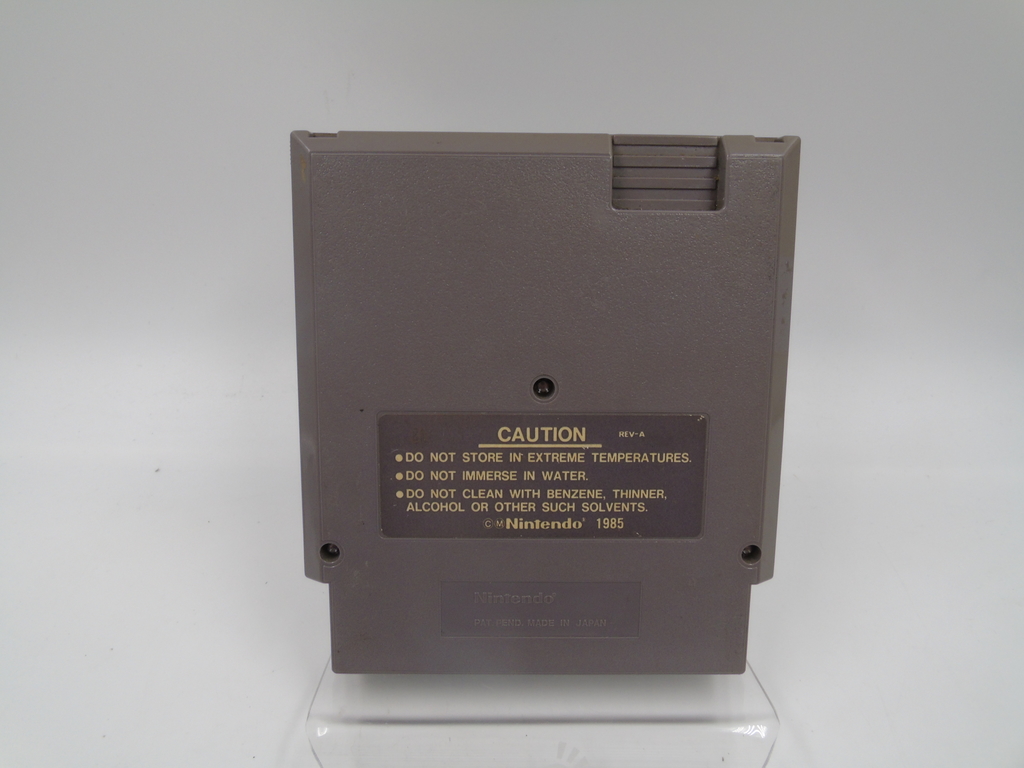 CAUTION REV-A
●DO NOT STORE IN EXTREME TEMPERATURES.
●DO NOT IMMERSE IN WATER.
●DO NOT CLEAN WITH BENZENE, THINNER,
ALCOHOL OR OTHER SUCH SOLVENTS.
©M Nintendo® 1985
Nintendo®
PAT. PEND. MADE IN JAPAN